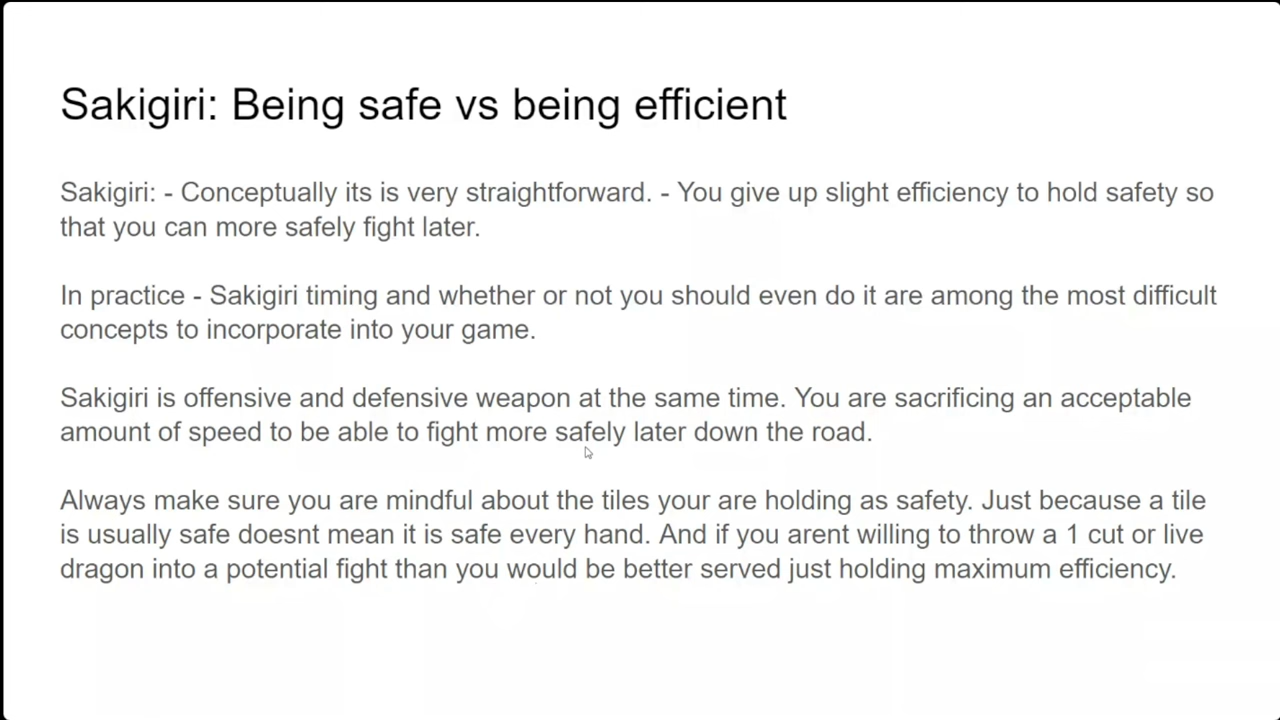 Sakigiri: Being safe vs being efficient
Sakigiri: - Conceptually its is very straightforward. - You give up slight efficiency to hold safety so
that you can more safely fight later.
In practice - Sakigiri timing and whether or not you should even do it are among the most difficult
concepts to incorporate into your game.
Sakigiri is offensive and defensive weapon at the same time. You are sacrificing an acceptable
amount of speed to be able to fight more safely later down the road.
Always make sure you are mindful about the tiles your are holding as safety. Just because a tile
is usually safe doesnt mean it is safe every hand. And if you arent willing to throw a 1 cut or live
dragon into a potential fight than you would be better served just holding maximum efficiency.